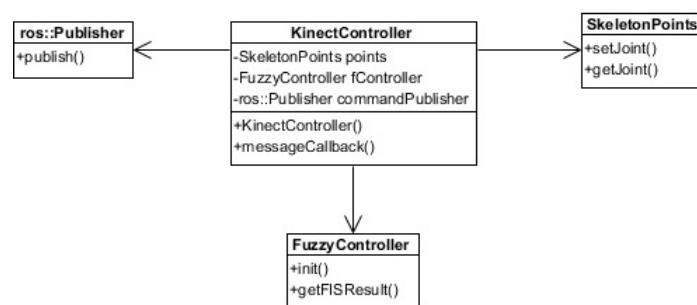 ros::Publisher
+publish()
KinectController
-SkeletonPoints points
-FuzzyController fController
-ros::Publisher commandPublisher
+KinectController()
+messageCallback()
SkeletonPoints
+setJoint()
+getJoint()
FuzzyController
+init()
+getFISResult()